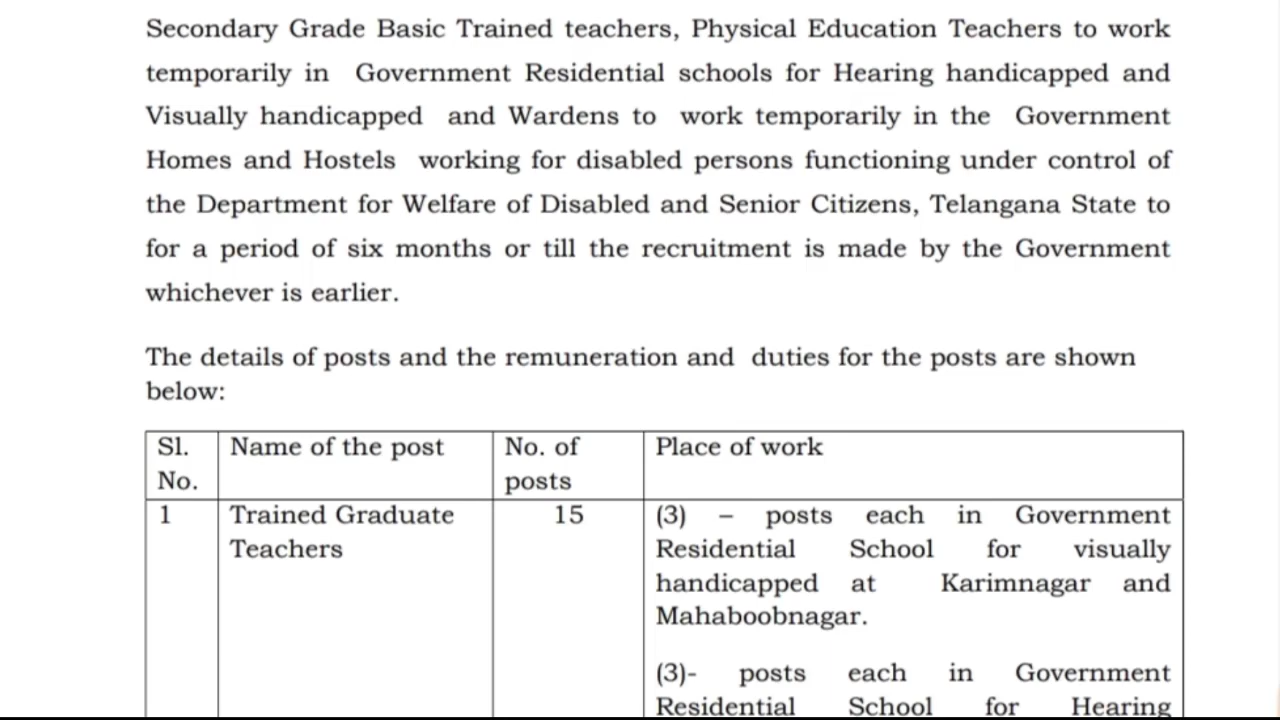 Secondary Grade Basic Trained teachers, Physical Education Teachers to work
temporarily in Government Residential schools for Hearing handicapped and
Visually handicapped and Wardens to work temporarily in the Government
Homes and Hostels working for disabled persons functioning under control of
the Department for Welfare of Disabled and Senior Citizens, Telangana State to
for a period of six months or till the recruitment is made by the Government
whichever is earlier.
The details of posts and the remuneration and duties for the posts are shown
below:
Sl. No.
Name of the post
No. of posts
Place of work
1
Trained Graduate
Teachers
15
(3) – posts each in Government
Residential School for visually
handicapped at Karimnagar and
Mahaboobnagar.
(3)- posts each in Government
Residential School for Hearing